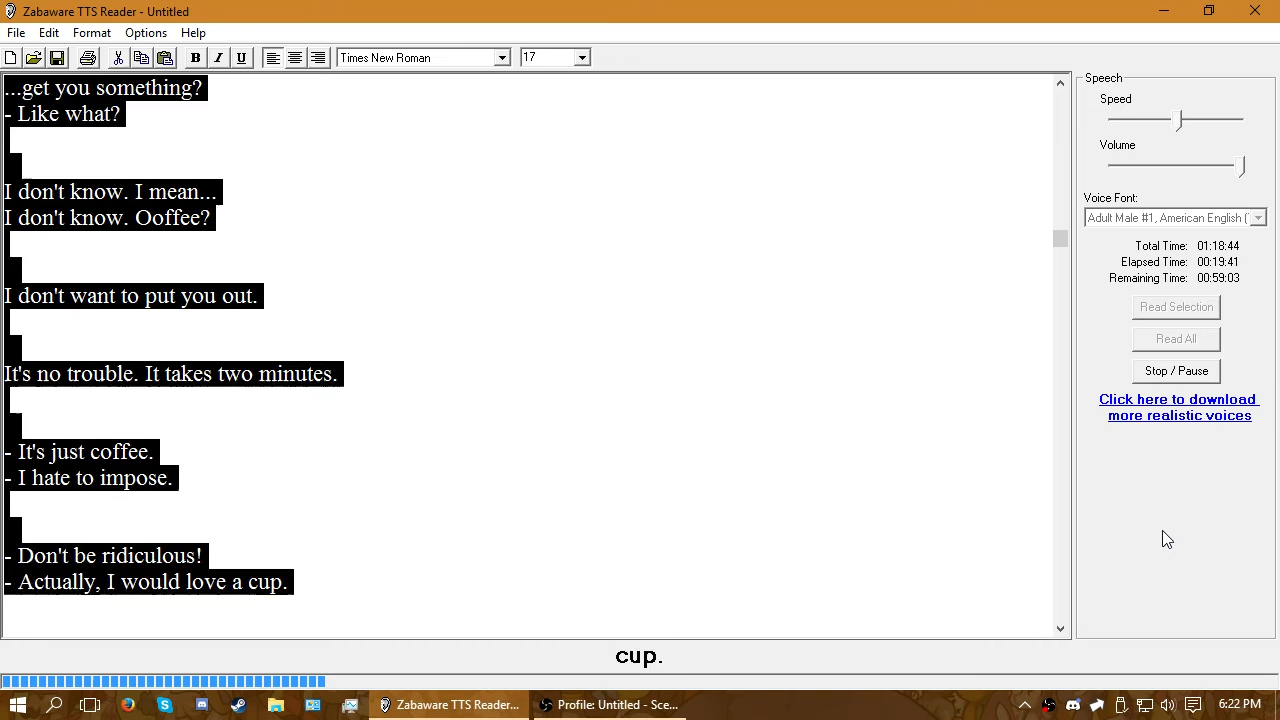 Zabaware TTS Reader - Untitled
File Edit Format Options Help
B I U Times New Roman 17
...get you something?
- Like what?
I don't know. I mean...
I don't know. Ooffee?
I don't want to put you out.
It's no trouble. It takes two minutes.
- It's just coffee.
- I hate to impose.
- Don't be ridiculous!
- Actually, I would love a cup.
Speech
Speed
Volume
Voice Font:
Adult Male #1, American English (
Total Time: 01:18:44
Elapsed Time: 00:19:41
Remaining Time: 00:59:03
Read Selection
Read All
Stop / Pause
Click here to download
more realistic voices
cup.
Zabaware TTS Reader... Profile: Untitled - Sce... 6:22 PM